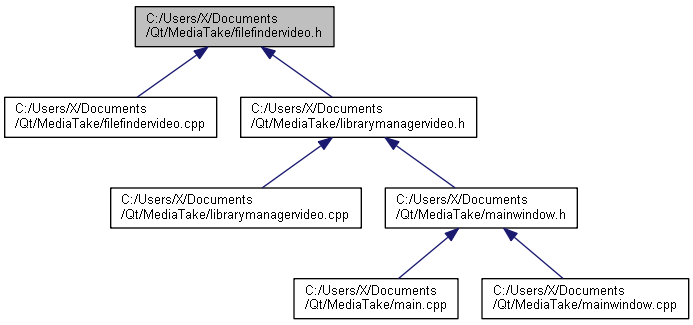 C:/Users/X/Documents
/Qt/MediaTake/filefindervideo.h
C:/Users/X/Documents
/Qt/MediaTake/filefindervideo.cpp
C:/Users/X/Documents
/Qt/MediaTake/librarymanagervideo.h
C:/Users/X/Documents
/Qt/MediaTake/librarymanagervideo.cpp
C:/Users/X/Documents
/Qt/MediaTake/mainwindow.h
C:/Users/X/Documents
/Qt/MediaTake/main.cpp
C:/Users/X/Documents
/Qt/MediaTake/mainwindow.cpp